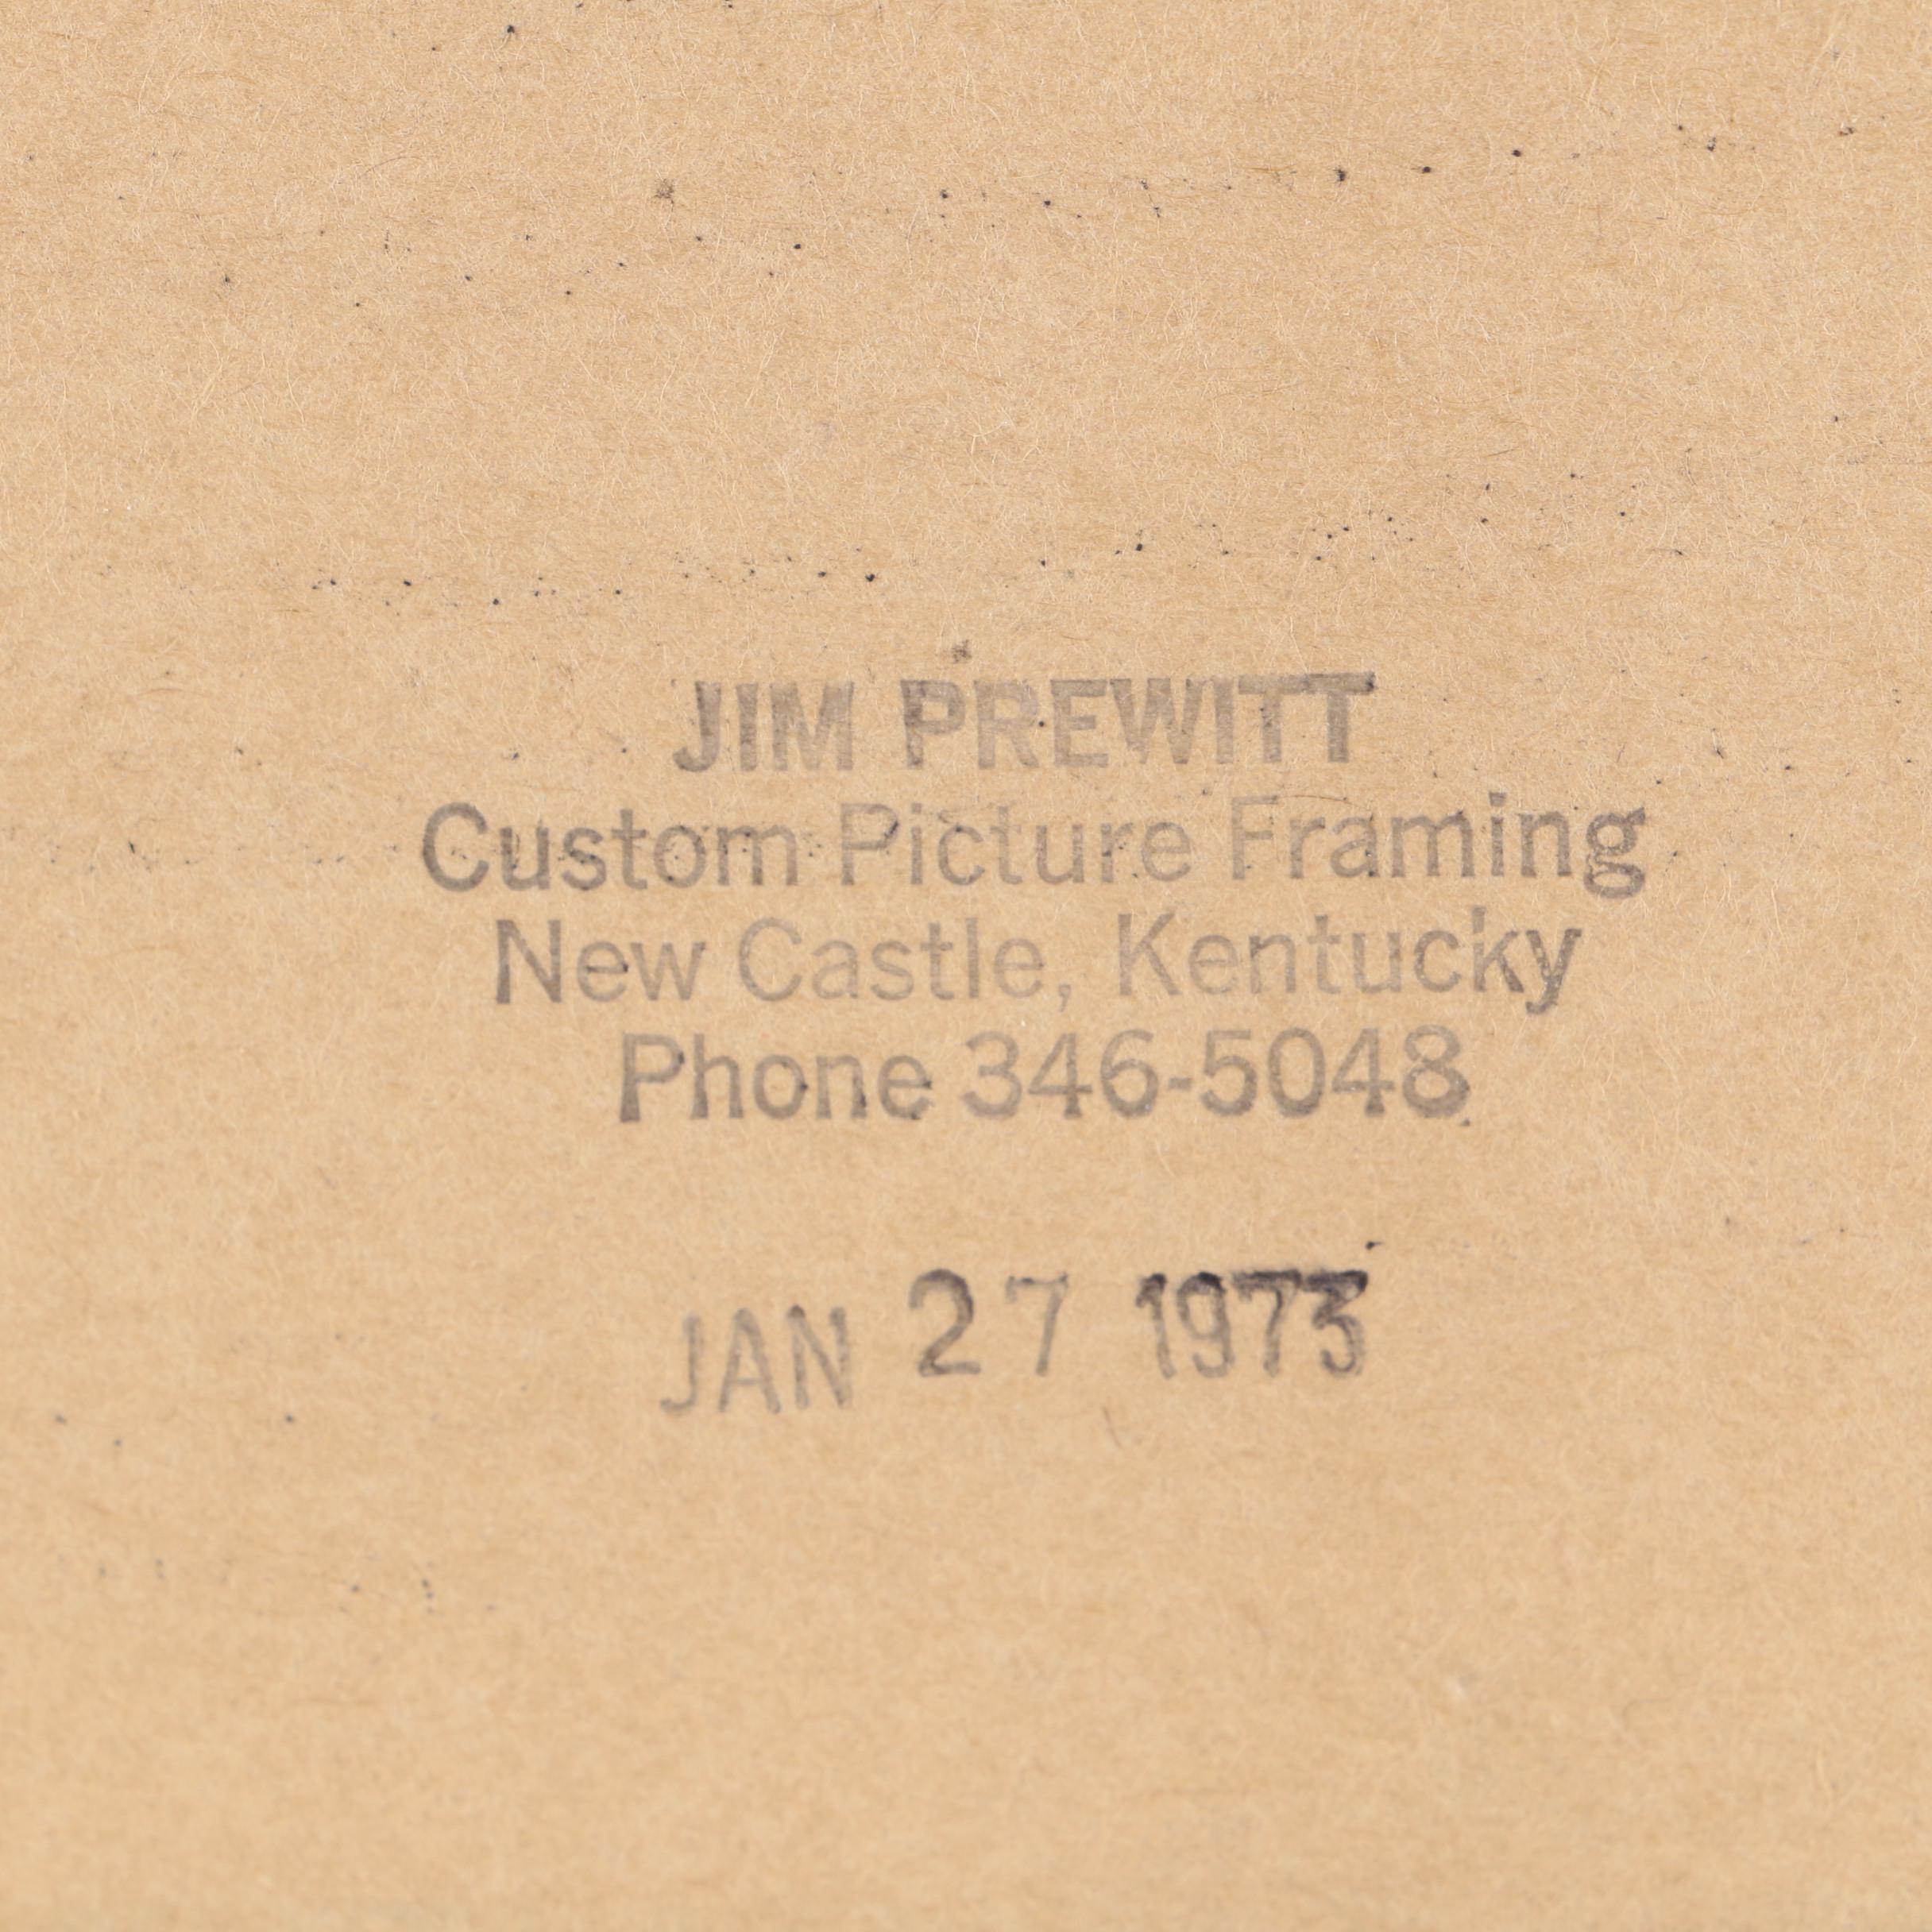 JIM PREWITT
Custom Picture Framing
New Castle, Kentucky
Phone 346-5048
JAN 27 1973